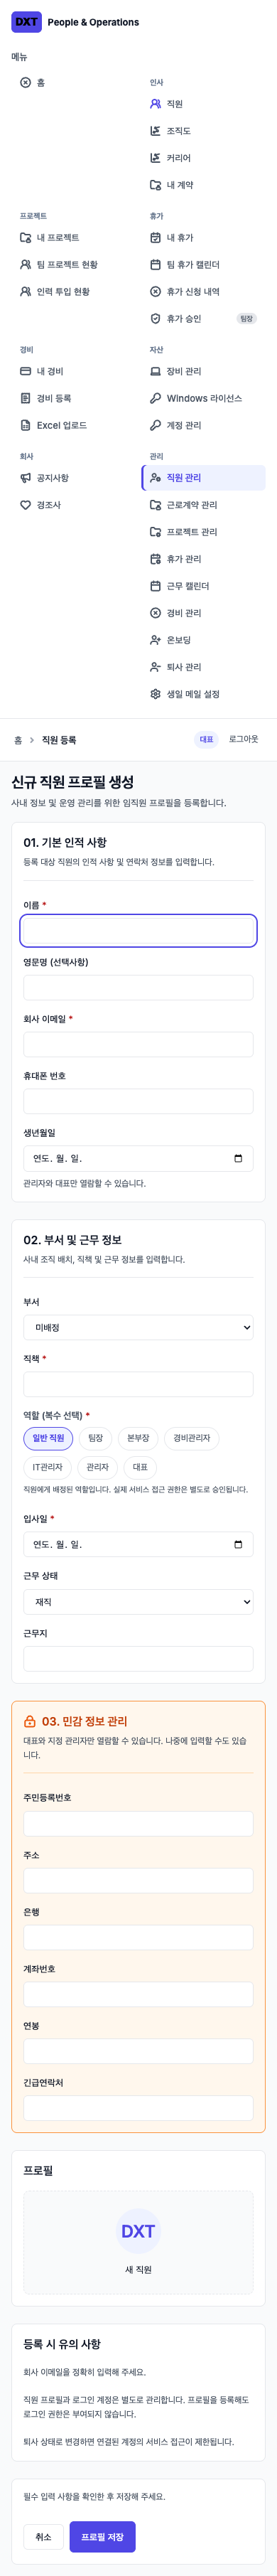 DXT People & Operations
메뉴
홈
인사
직원
조직도
커리어
내 계약
프로젝트
내 프로젝트
팀 프로젝트 현황
인력 투입 현황
휴가
내 휴가
팀 휴가 캘린더
휴가 신청 내역
휴가 승인 팀장
경비
내 경비
경비 등록
Excel 업로드
자산
장비 관리
Windows 라이선스
계정 관리
회사
공지사항
경조사
관리
직원 관리
근로계약 관리
프로젝트 관리
휴가 관리
근무 캘린더
경비 관리
온보딩
퇴사 관리
생일 메일 설정
홈 > 직원 등록 대표 로그아웃
신규 직원 프로필 생성
사내 정보 및 운영 관리를 위한 임직원 프로필을 등록합니다.
01. 기본 인적 사항
등록 대상 직원의 인적 사항 및 연락처 정보를 입력합니다.
이름 *
영문명 (선택사항)
회사 이메일 *
휴대폰 번호
생년월일
연도. 월. 일.
관리자와 대표만 열람할 수 있습니다.
02. 부서 및 근무 정보
사내 조직 배치, 직책 및 근무 정보를 입력합니다.
부서
미배정
직책 *
역할 (복수 선택) *
일반 직원 팀장 본부장 경비관리자
IT관리자 관리자 대표
직원에게 배정된 역할입니다. 실제 서비스 접근 권한은 별도로 승인됩니다.
입사일 *
연도. 월. 일.
근무 상태
재직
근무지
03. 민감 정보 관리
대표와 지정 관리자만 열람할 수 있습니다. 나중에 입력할 수도 있습
니다.
주민등록번호
주소
은행
계좌번호
연봉
긴급연락처
프로필
DXT
새 직원
등록 시 유의 사항
회사 이메일을 정확히 입력해 주세요.
직원 프로필과 로그인 계정은 별도로 관리합니다. 프로필을 등록해도
로그인 권한은 부여되지 않습니다.
퇴사 상태로 변경하면 연결된 계정의 서비스 접근이 제한됩니다.
필수 입력 사항을 확인한 후 저장해 주세요.
취소 프로필 저장